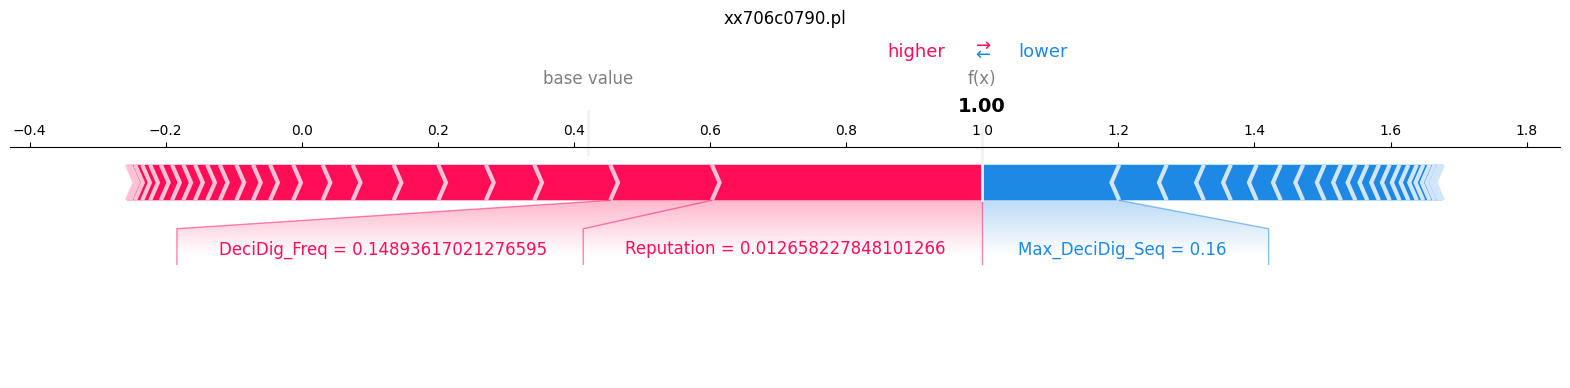 xx706c0790.pl
higher ⇄ lower
base value f(x)
1.00
−0.4 −0.2 0.0 0.2 0.4 0.6 0.8 1.0 1.2 1.4 1.6 1.8
DeciDig_Freq = 0.14893617021276595 Reputation = 0.012658227848101266 Max_DeciDig_Seq = 0.16